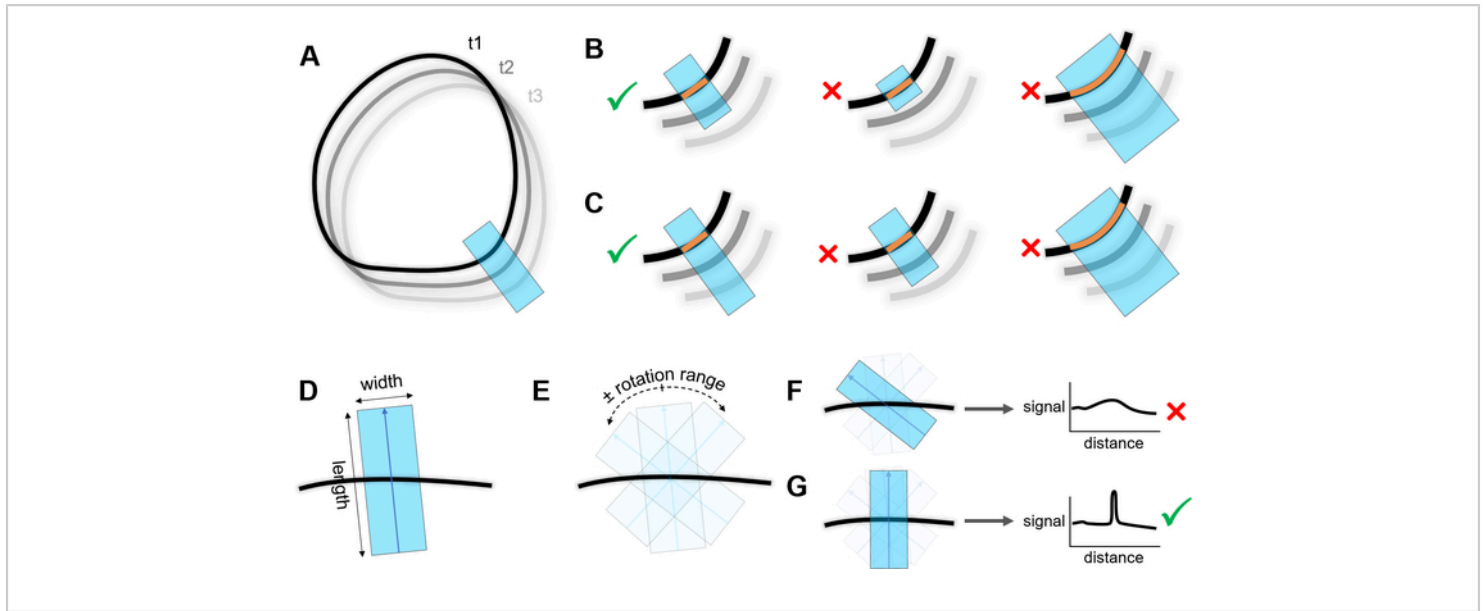 A
t1
t2
t3
B
C
D
width
length
E
± rotation range
F
signal
distance
G
signal
distance